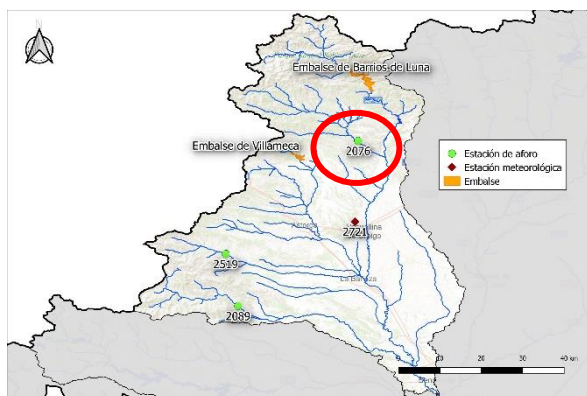 Embalse de Barrios de Luna
Embalse de Villameca
2076
Estación de aforo
Estación meteorológica
Embalse
2721
2519
2089
0 10 20 30 40 km